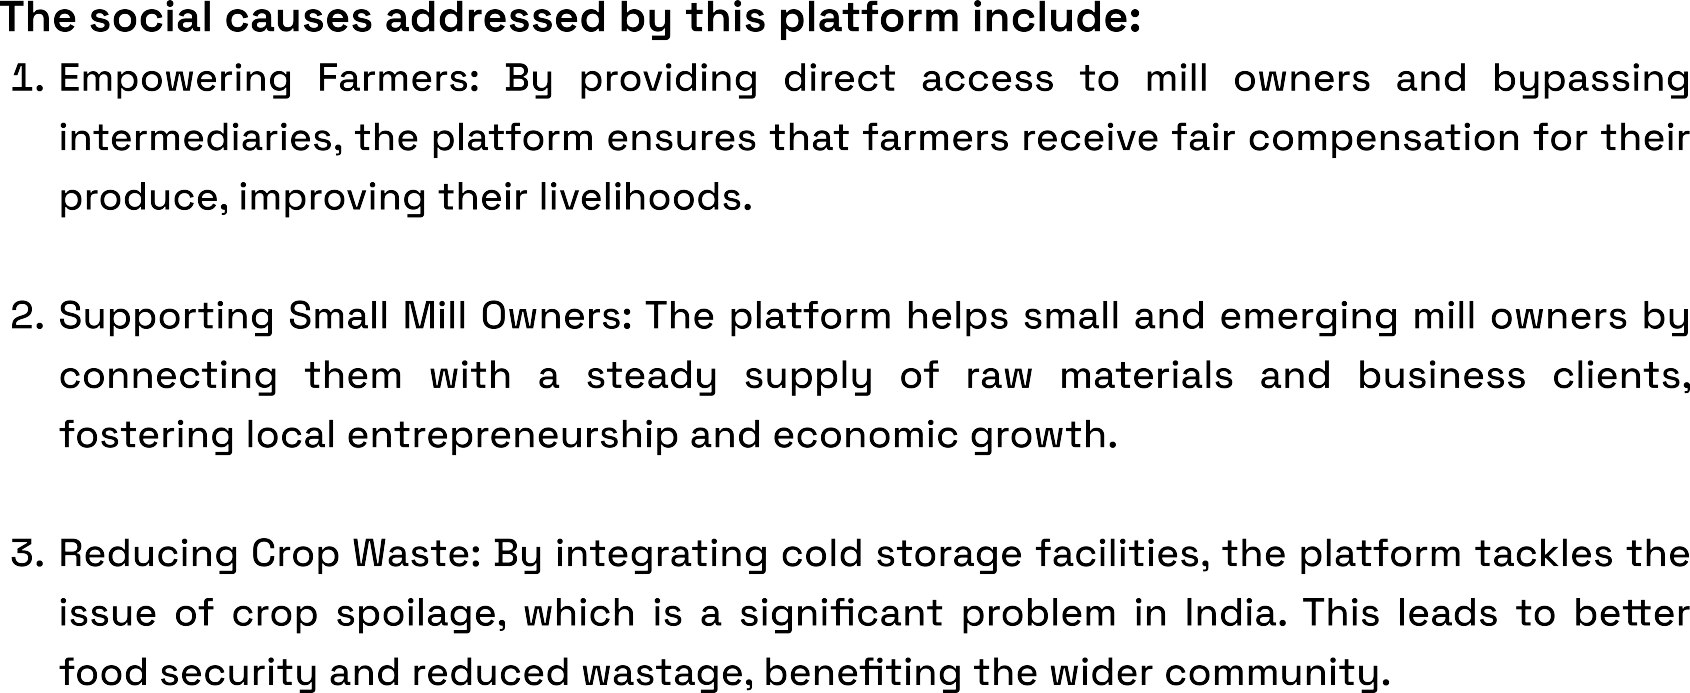 The social causes addressed by this platform include:
1. Empowering Farmers: By providing direct access to mill owners and bypassing
intermediaries, the platform ensures that farmers receive fair compensation for their
produce, improving their livelihoods.
2. Supporting Small Mill Owners: The platform helps small and emerging mill owners by
connecting them with a steady supply of raw materials and business clients,
fostering local entrepreneurship and economic growth.
3. Reducing Crop Waste: By integrating cold storage facilities, the platform tackles the
issue of crop spoilage, which is a significant problem in India. This leads to better
food security and reduced wastage, benefiting the wider community.